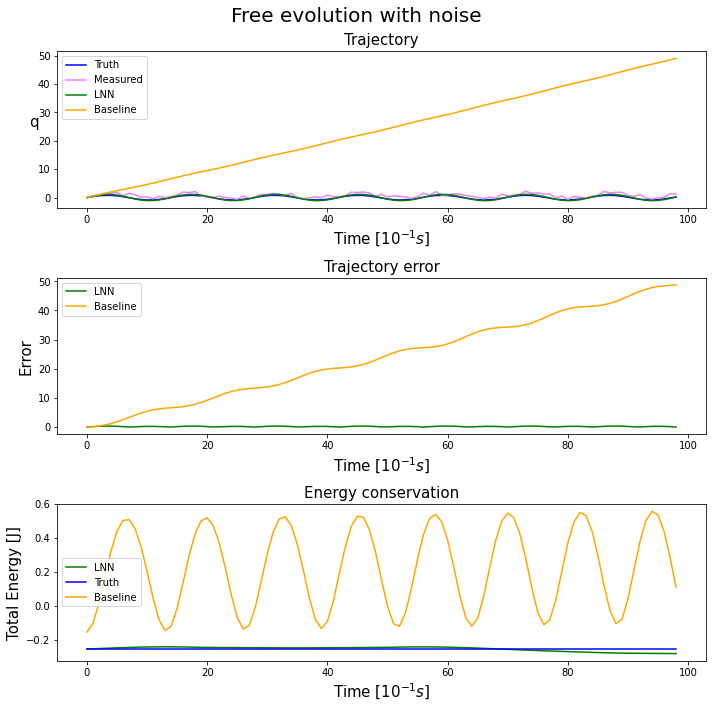 Free evolution with noise
Trajectory
50
40
30
20
10
0
q
Truth
Measured
LNN
Baseline
0 20 40 60 80 100
Time [10⁻¹s]
Trajectory error
50
40
30
20
10
0
Error
LNN
Baseline
0 20 40 60 80 100
Time [10⁻¹s]
Energy conservation
0.6
0.4
0.2
0.0
−0.2
Total Energy [J]
LNN
Truth
Baseline
0 20 40 60 80 100
Time [10⁻¹s]